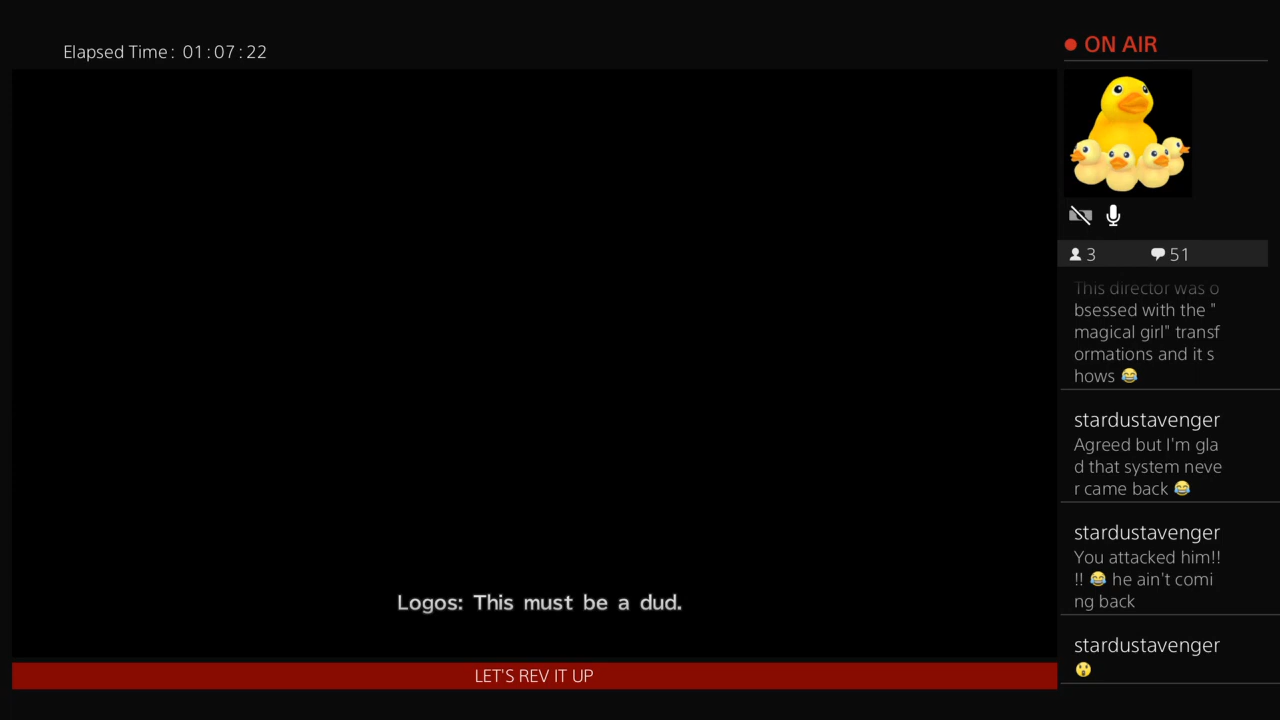 Elapsed Time: 01:07:22
ON AIR
3 51
This director was o
bsessed with the "
magical girl" transf
ormations and it s
hows 😂
stardustavenger
Agreed but I'm gla
d that system neve
r came back 😂
stardustavenger
You attacked him!!
!! 😂 he ain't comi
ng back
stardustavenger
😲
Logos: This must be a dud.
LET'S REV IT UP